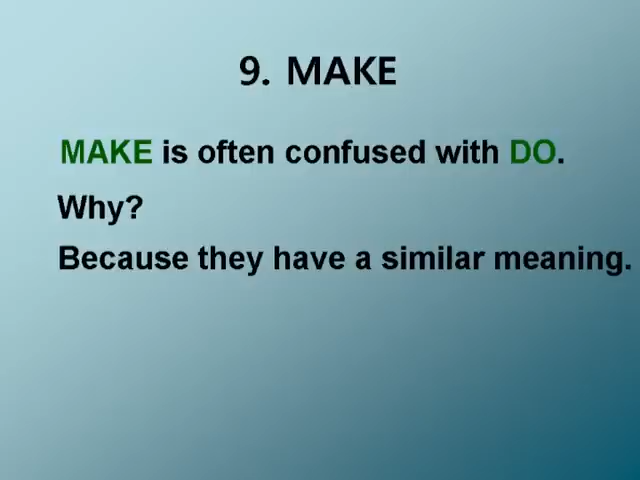 9. MAKE
MAKE is often confused with DO.
Why?
Because they have a similar meaning.